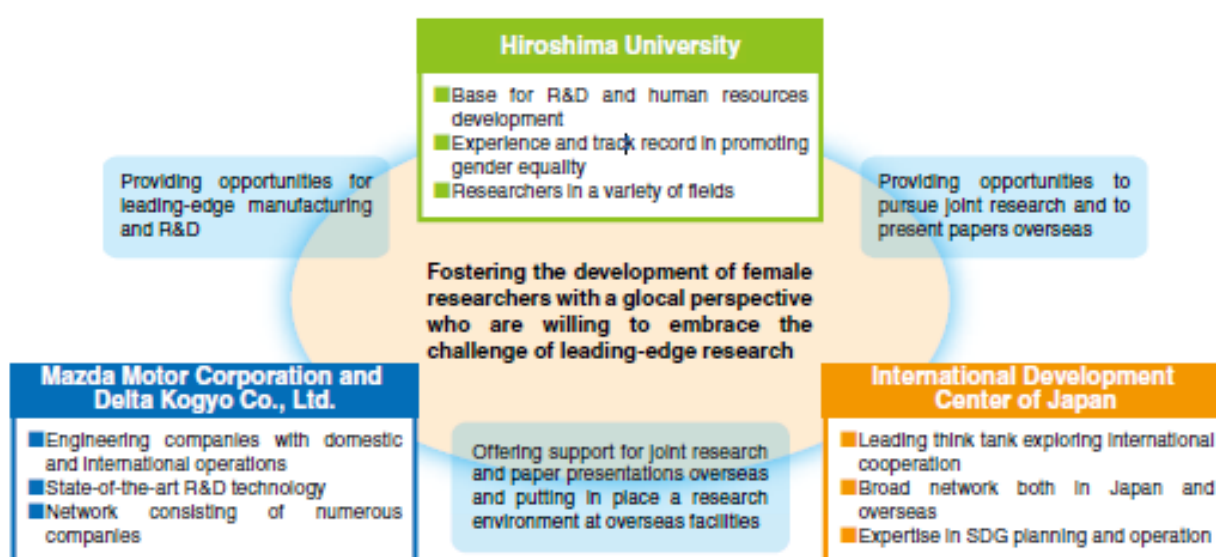 Hiroshima University
■Base for R&D and human resources
development
■Experience and track record in promoting
gender equality
■Researchers in a variety of fields
Providing opportunities for
leading-edge manufacturing
and R&D
Providing opportunities to
pursue joint research and to
present papers overseas
Fostering the development of female
researchers with a glocal perspective
who are willing to embrace the
challenge of leading-edge research
Mazda Motor Corporation and
Delta Kogyo Co., Ltd.
■Engineering companies with domestic
and international operations
■State-of-the-art R&D technology
■Network consisting of numerous
companies
Offering support for joint research
and paper presentations overseas
and putting in place a research
environment at overseas facilities
International Development
Center of Japan
■Leading think tank exploring international
cooperation
■Broad network both in Japan and
overseas
■Expertise in SDG planning and operation